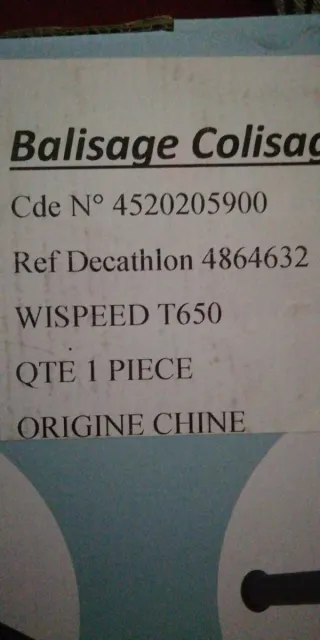 Balisage Colisag
Cde N° 4520205900
Ref Decathlon 4864632
WISPEED T650
QTE 1 PIECE
ORIGINE CHINE